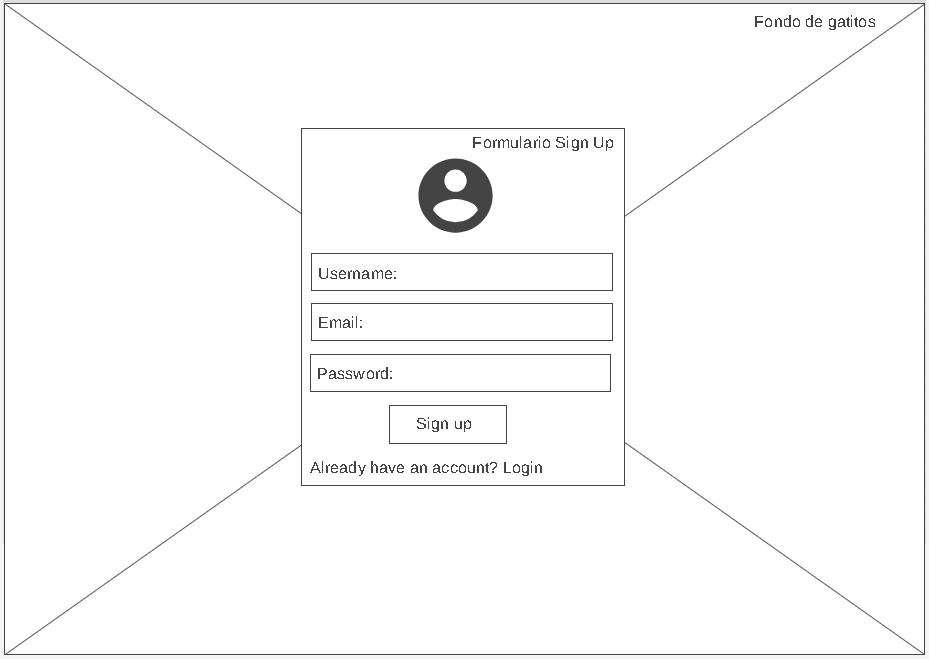 Fondo de gatitos
Formulario Sign Up
Username:
Email:
Password:
Sign up
Already have an account? Login